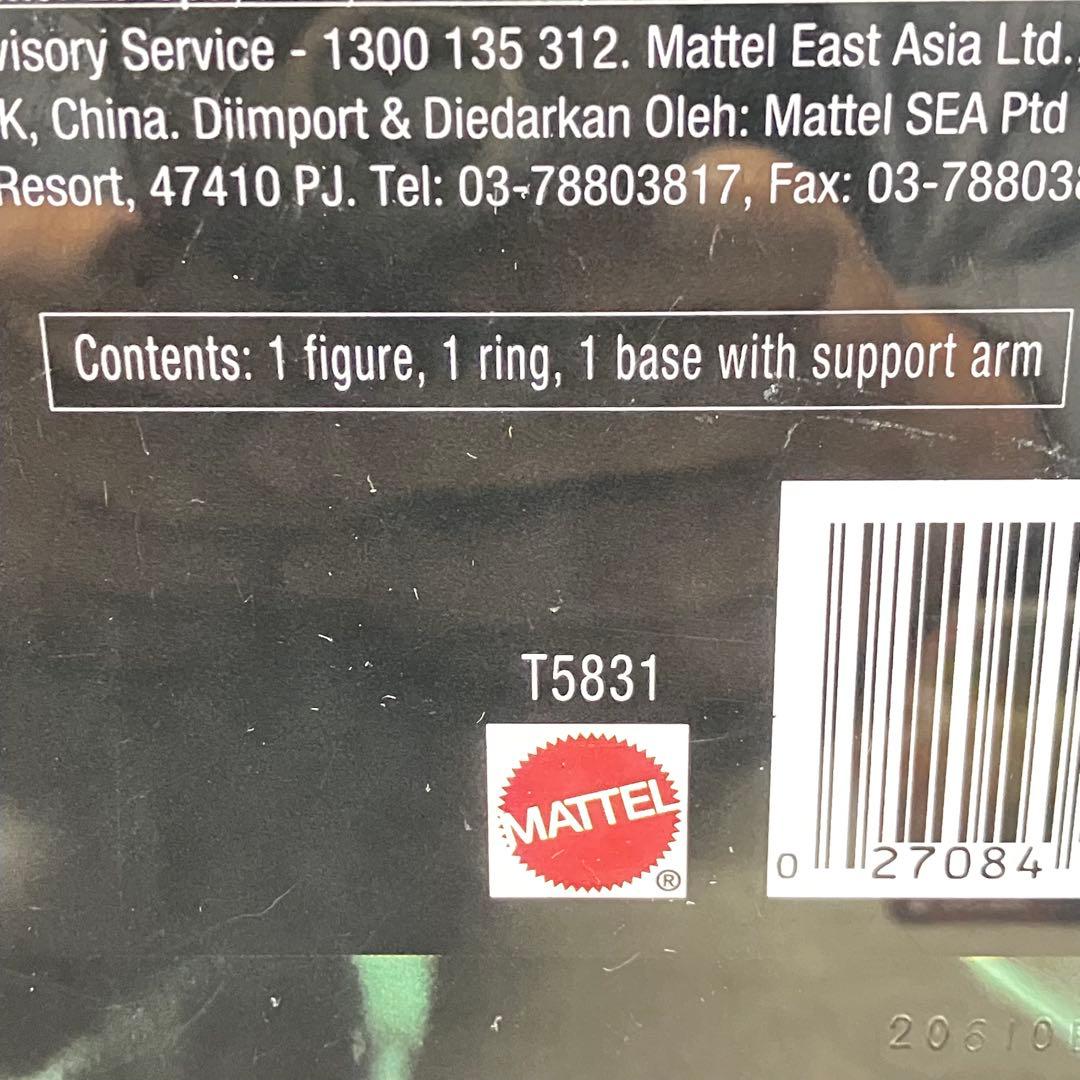 visory Service - 1300 135 312. Mattel East Asia Ltd.,
K, China. Diimport & Diedarkan Oleh: Mattel SEA Ptd
Resort, 47410 PJ. Tel: 03-78803817, Fax: 03-78803
Contents: 1 figure, 1 ring, 1 base with support arm
T5831
MATTEL
®
0 27084
20610